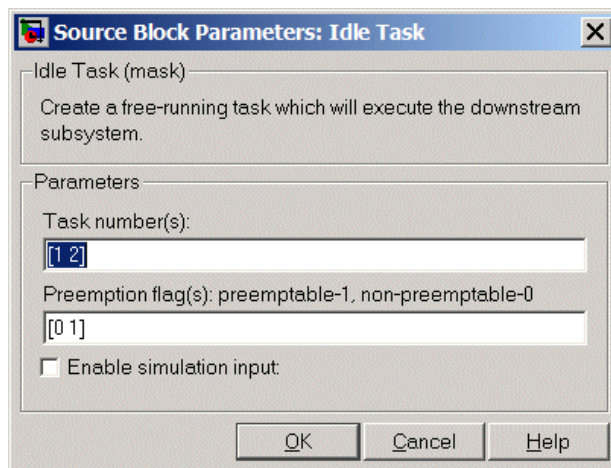 Source Block Parameters: Idle Task
Idle Task (mask)
Create a free-running task which will execute the downstream
subsystem.
Parameters
Task number(s):
[1 2]
Preemption flag(s): preemptable-1, non-preemptable-0
[0 1]
Enable simulation input:
OK Cancel Help